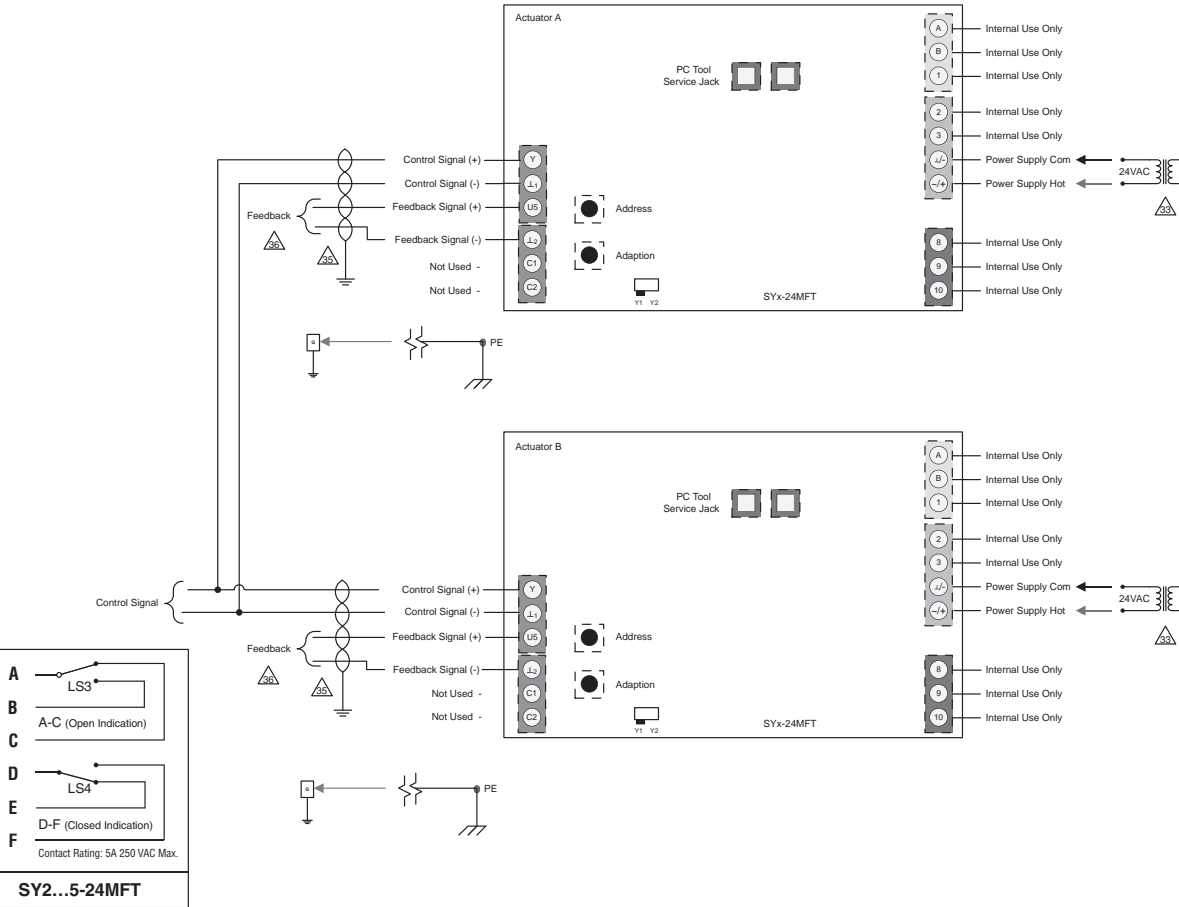 Actuator A
PC Tool
Service Jack
A Internal Use Only
B Internal Use Only
1 Internal Use Only
2 Internal Use Only
3 Internal Use Only
⊥/- Power Supply Com
~/+ Power Supply Hot
24VAC
33
8 Internal Use Only
9 Internal Use Only
10 Internal Use Only
Control Signal (+) Y
Control Signal (-) ⊥1
Feedback Signal (+) U5
Feedback Signal (-) ⊥2
Not Used - C1
Not Used - C2
Feedback
36
35
Address
Adaption
Y1 Y2
SYx-24MFT
G
PE
Actuator B
PC Tool
Service Jack
A Internal Use Only
B Internal Use Only
1 Internal Use Only
2 Internal Use Only
3 Internal Use Only
⊥/- Power Supply Com
~/+ Power Supply Hot
24VAC
33
8 Internal Use Only
9 Internal Use Only
10 Internal Use Only
Control Signal
Control Signal (+) Y
Control Signal (-) ⊥1
Feedback Signal (+) U5
Feedback Signal (-) ⊥2
Not Used - C1
Not Used - C2
Feedback
36
35
Address
Adaption
Y1 Y2
SYx-24MFT
G
PE
A
LS3
B
A-C (Open Indication)
C
D
LS4
E
D-F (Closed Indication)
F
Contact Rating: 5A 250 VAC Max.
SY2...5-24MFT